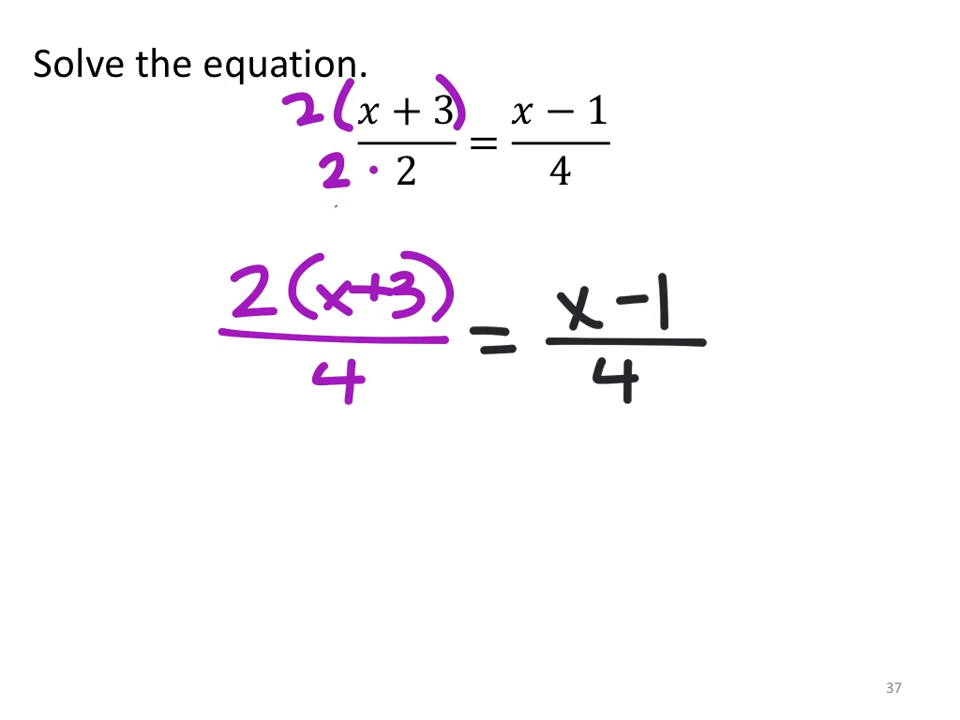 Solve the equation.
2(x + 3)/2 · 2 = x − 1/4
2(x+3)/4 = x−1/4
37